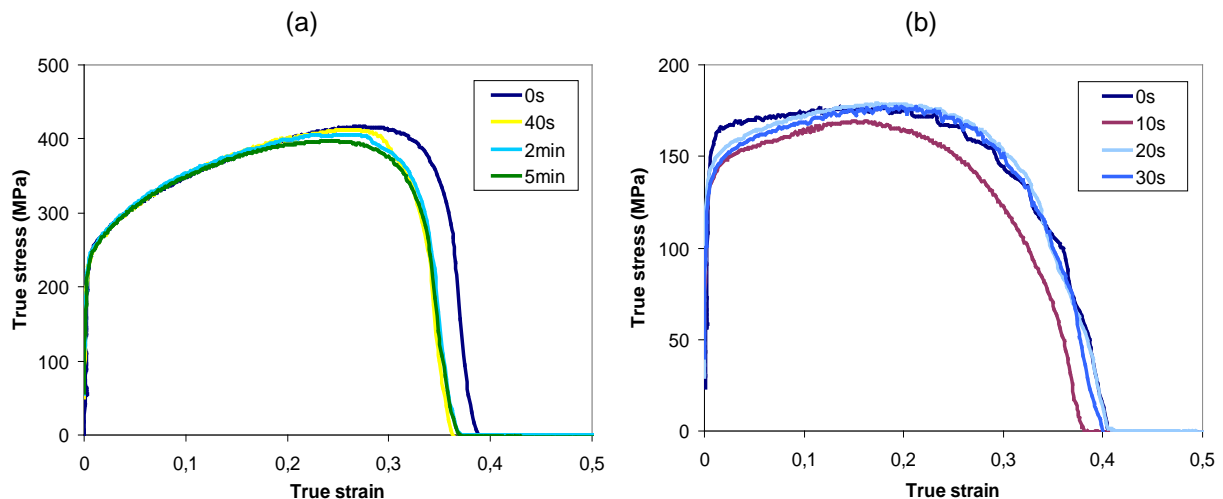 (a)
True stress (MPa)
500
400
300
200
100
0
0
0,1
0,2
0,3
0,4
0,5
True strain
0s
40s
2min
5min
(b)
True stress (MPa)
200
150
100
50
0
0
0,1
0,2
0,3
0,4
0,5
True strain
0s
10s
20s
30s